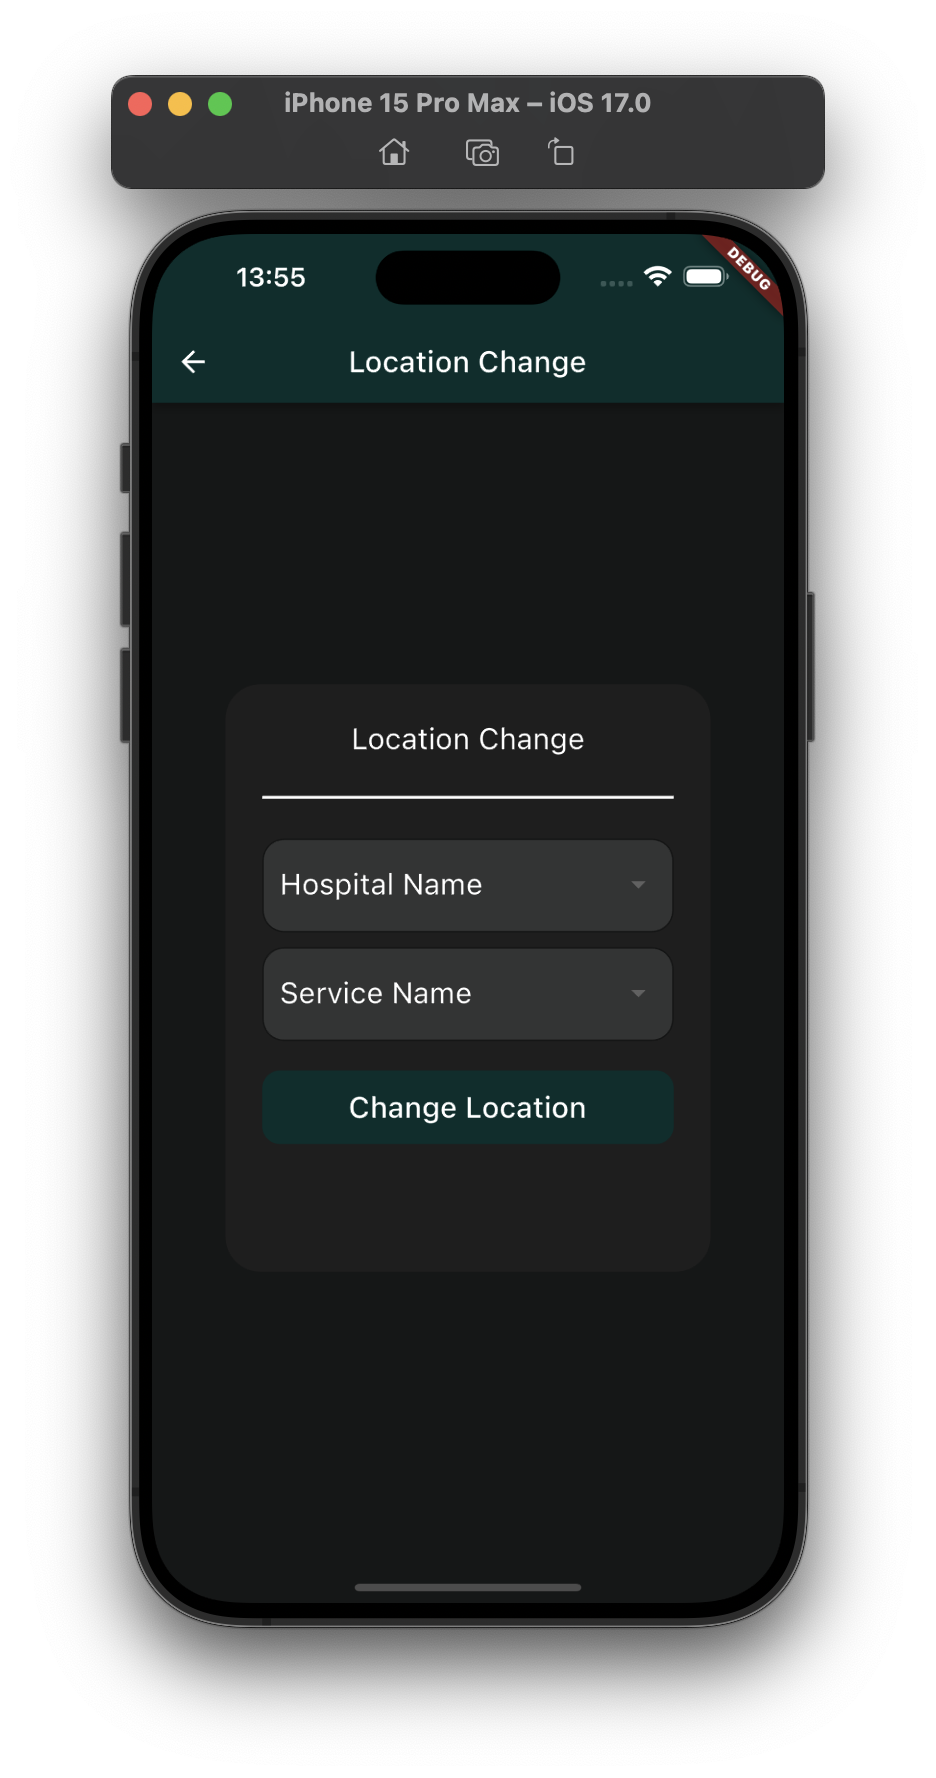 iPhone 15 Pro Max – iOS 17.0
13:55
DEBUG
Location Change
Location Change
Hospital Name
Service Name
Change Location